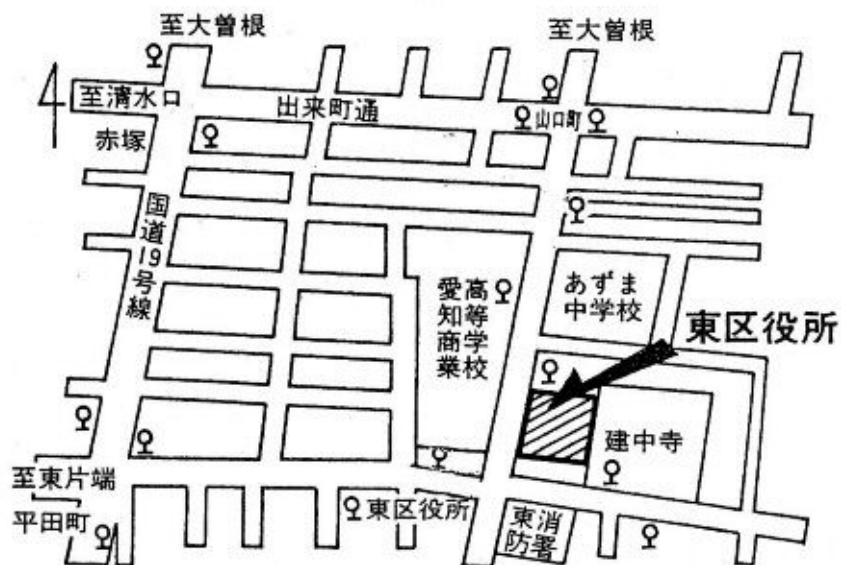 至大曽根
至大曽根
至清水口
出来町通
山口町
赤塚
国道19号線
愛知商業
高等学校
あずま
中学校
東区役所
建中寺
至東片端
東区役所
東消
防署
平田町